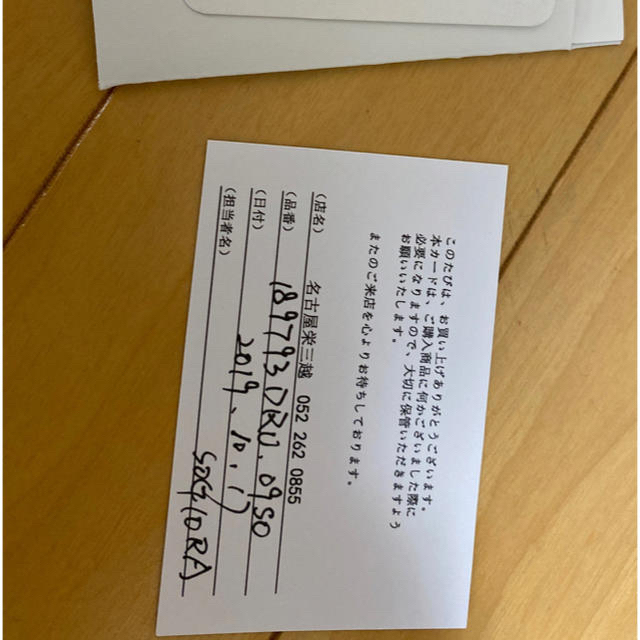 このたびは、お買い上げありがとうございます。
本カードは、ご購入商品に何かございました際に
必要になりますので、大切に保管いただきますよう
お願いいたします。
またのご来店を心よりお待ちしております。
(店名) 名古屋栄三越 052 262 0855
(品番) 189793DRU.09S0
(日付) 2019.10.17
(担当者名)